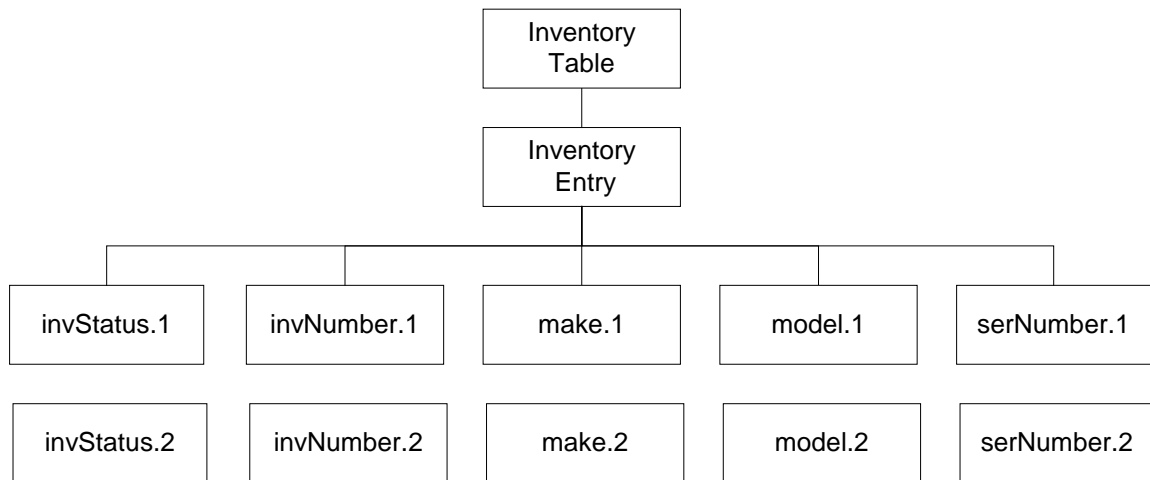 Inventory
Table
Inventory
Entry
invStatus.1
invNumber.1
make.1
model.1
serNumber.1
invStatus.2
invNumber.2
make.2
model.2
serNumber.2